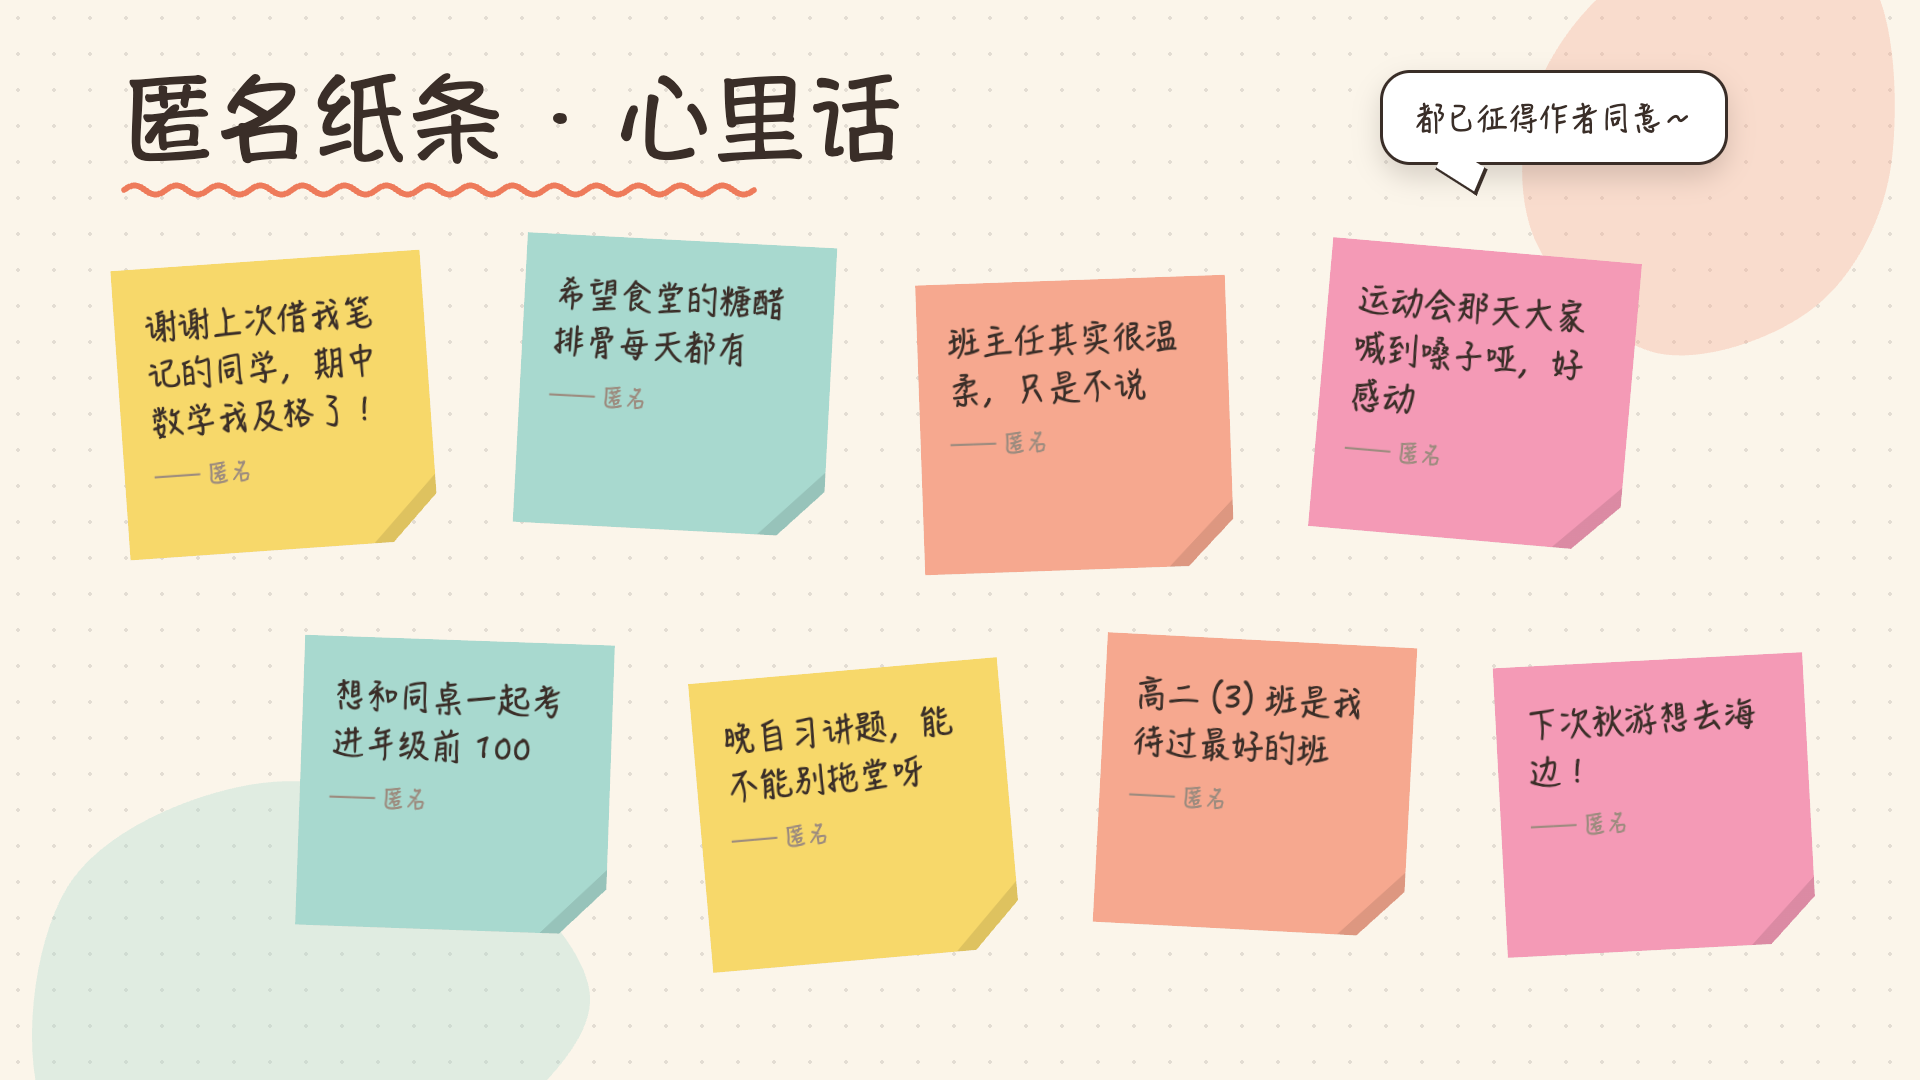 匿名纸条 · 心里话
都已征得作者同意～
谢谢上次借我笔
记的同学，期中
数学我及格了！
—— 匿名
希望食堂的糖醋
排骨每天都有
—— 匿名
班主任其实很温
柔，只是不说
—— 匿名
运动会那天大家
喊到嗓子哑，好
感动
—— 匿名
想和同桌一起考
进年级前 100
—— 匿名
晚自习讲题，能
不能别拖堂呀
—— 匿名
高二 (3) 班是我
待过最好的班
—— 匿名
下次秋游想去海
边！
—— 匿名